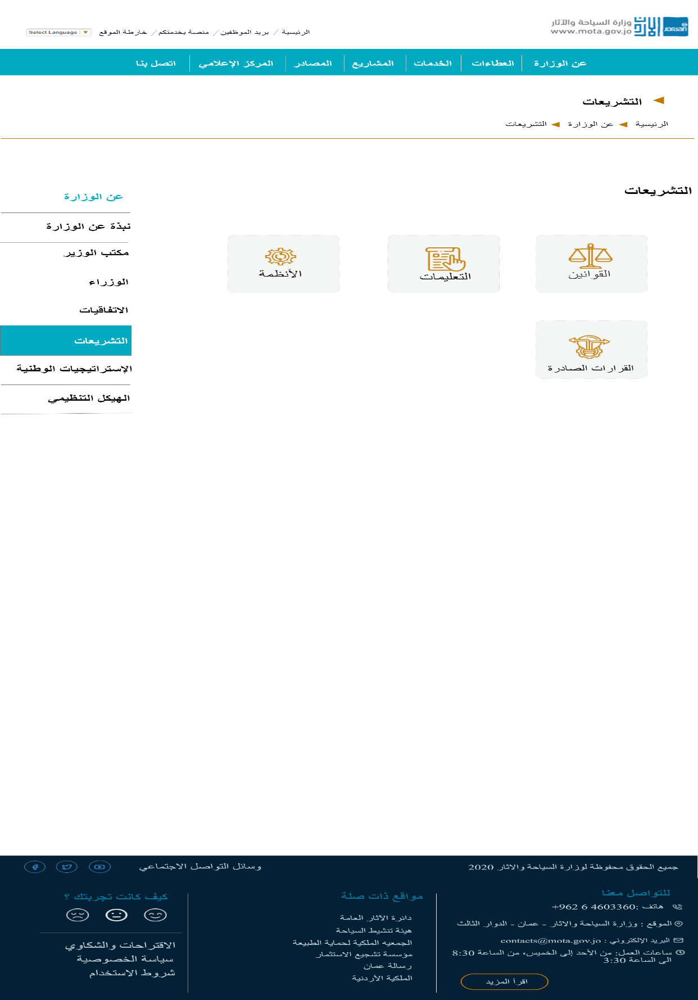 وزارة السياحة والآثار
www.mota.gov.jo
JORDAN
الأردن
الرئيسية / بريد الموظفين / منصة بخدمتكم / خارطة الموقع
Select Language
عن الوزارة
العطاءات
الخدمات
المشاريع
المصادر
المركز الإعلامي
اتصل بنا
التشريعات
الرئيسية
عن الوزارة
التشريعات
التشريعات
القوانين
التعليمات
الأنظمة
القرارات الصادرة
عن الوزارة
نبذة عن الوزارة
مكتب الوزير
الوزراء
الاتفاقيات
التشريعات
الإستراتيجيات الوطنية
الهيكل التنظيمي
جميع الحقوق محفوظة لوزارة السياحة والاثار 2020
وسائل التواصل الاجتماعي
للتواصل معنا
هاتف :4603360 6 962+
الموقع : وزارة السياحة والاثار - عمان - الدوار الثالث
البريد الإلكتروني : contacts@mota.gov.jo
ساعات العمل: من الأحد إلى الخميس، من الساعة 8:30
الى الساعة 3:30
اقرأ المزيد
مواقع ذات صلة
دائرة الآثار العامة
هيئة تنشيط السياحة
الجمعيه الملكية لحماية الطبيعة
مؤسسة تشجيع الاستثمار
رسالة عمان
الملكية الأردنية
كيف كانت تجربتك ؟
الاقتراحات والشكاوي
سياسة الخصوصية
شروط الاستخدام